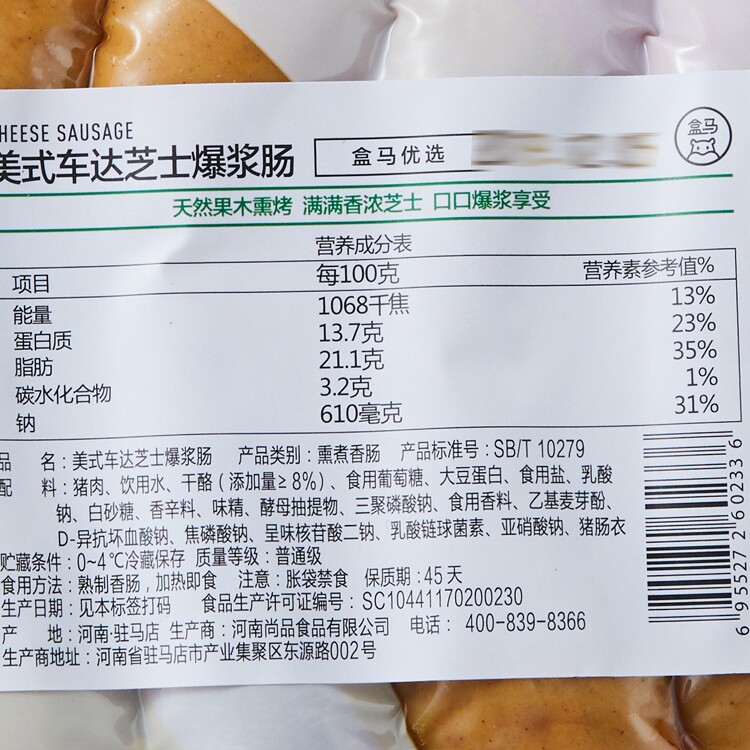 HEESE SAUSAGE
美式车达芝士爆浆肠 盒马优选 盒马
天然果木熏烤 满满香浓芝士 口口爆浆享受
营养成分表
项目 每100克 营养素参考值%
能量 1068千焦 13%
蛋白质 13.7克 23%
脂肪 21.1克 35%
碳水化合物 3.2克 1%
钠 610毫克 31%
品 名：美式车达芝士爆浆肠 产品类别：熏煮香肠 产品标准号：SB/T 10279
配 料：猪肉、饮用水、干酪（添加量≥8%）、食用葡萄糖、大豆蛋白、食用盐、乳酸
钠、白砂糖、香辛料、味精、酵母抽提物、三聚磷酸钠、食用香料、乙基麦芽酚、
D-异抗坏血酸钠、焦磷酸钠、呈味核苷酸二钠、乳酸链球菌素、亚硝酸钠、猪肠衣
贮藏条件：0~4℃冷藏保存 质量等级：普通级
食用方法：熟制香肠，加热即食 注意：胀袋禁食 保质期：45天
生产日期：见本标签打码 食品生产许可证编号：SC10441170200230
产 地：河南·驻马店 生产商：河南尚品食品有限公司 电话：400-839-8366
生产商地址：河南省驻马店市产业集聚区东源路002号
6 955272 602336